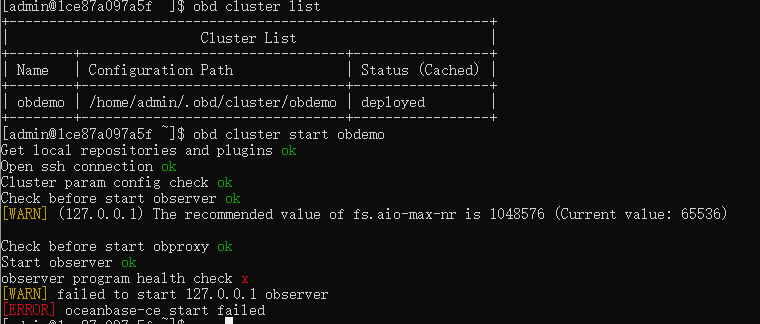 [admin@1ce87a097a5f ~]$ obd cluster list
+--------------------------------------------------------------+
|                         Cluster List                         |
+--------+---------------------------------+-----------------+
| Name   | Configuration Path              | Status (Cached) |
+--------+---------------------------------+-----------------+
| obdemo | /home/admin/.obd/cluster/obdemo | deployed        |
+--------+---------------------------------+-----------------+
[admin@1ce87a097a5f ~]$ obd cluster start obdemo
Get local repositories and plugins ok
Open ssh connection ok
Cluster param config check ok
Check before start observer ok
[WARN] (127.0.0.1) The recommended value of fs.aio-max-nr is 1048576 (Current value: 65536)
Check before start obproxy ok
Start observer ok
observer program health check x
[WARN] failed to start 127.0.0.1 observer
[ERROR] oceanbase-ce start failed
[admin@1ce87a097a5f ~]$